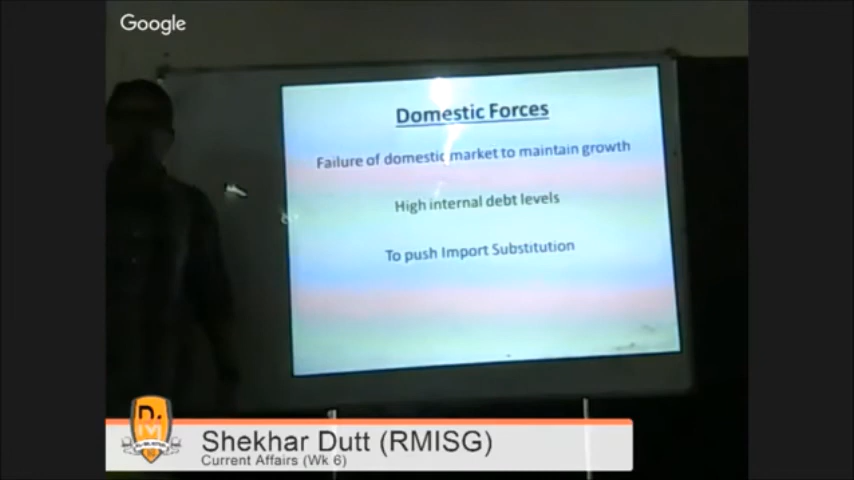 Google
Domestic Forces
Failure of domestic market to maintain growth
High internal debt levels
To push Import Substitution
Shekhar Dutt (RMISG)
Current Affairs (Wk 6)